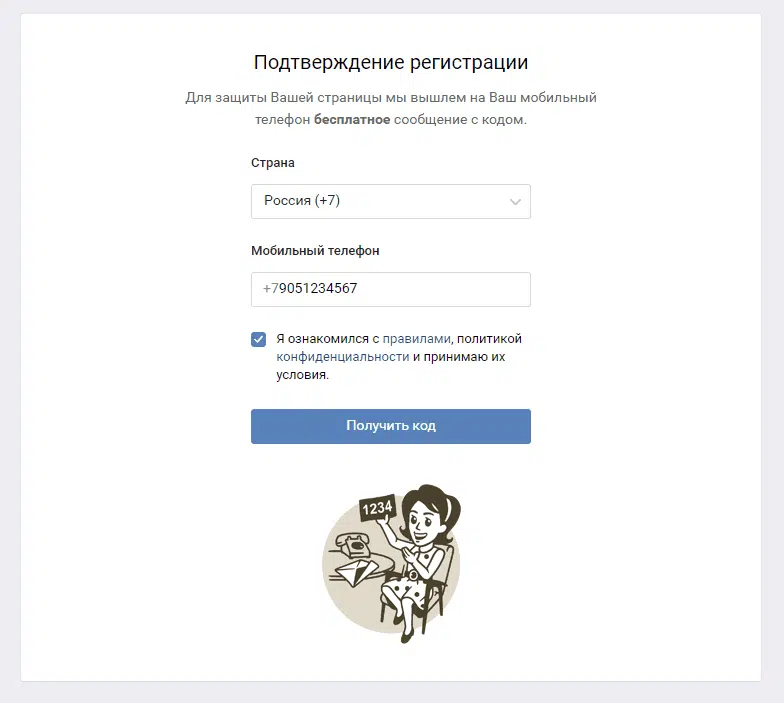 Подтверждение регистрации
Для защиты Вашей страницы мы вышлем на Ваш мобильный
телефон бесплатное сообщение с кодом.
Страна
Россия (+7)
Мобильный телефон
+79051234567
Я ознакомился с правилами, политикой
конфиденциальности и принимаю их
условия.
Получить код
1234